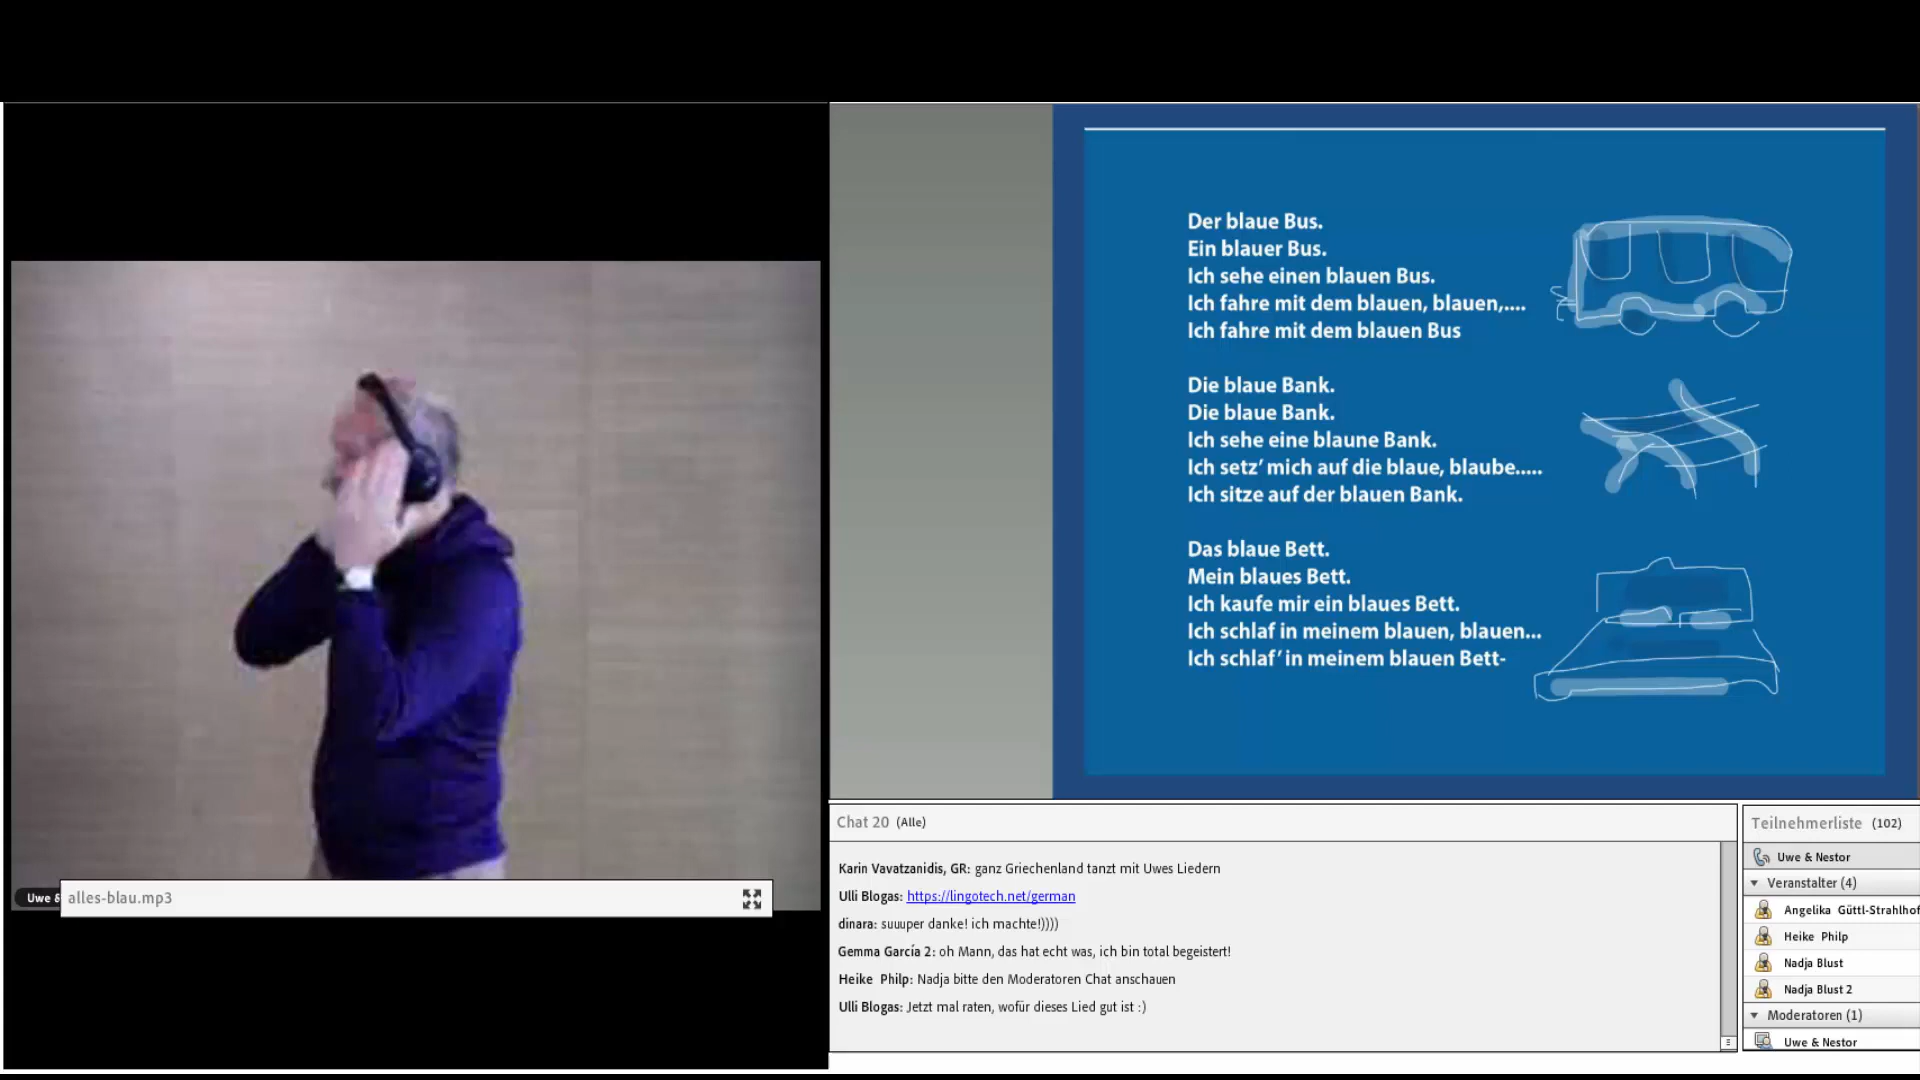 Der blaue Bus.
Ein blauer Bus.
Ich sehe einen blauen Bus.
Ich fahre mit dem blauen, blauen,....
Ich fahre mit dem blauen Bus
Die blaue Bank.
Die blaue Bank.
Ich sehe eine blaune Bank.
Ich setz’ mich auf die blaue, blaube.....
Ich sitze auf der blauen Bank.
Das blaue Bett.
Mein blaues Bett.
Ich kaufe mir ein blaues Bett.
Ich schlaf in meinem blauen, blauen...
Ich schlaf’ in meinem blauen Bett-
Uwe &
alles-blau.mp3
Chat 20 (Alle)
Karin Vavatzanidis, GR: ganz Griechenland tanzt mit Uwes Liedern
Ulli Blogas: https://lingotech.net/german
dinara: suuuper danke! ich machte!))))
Gemma García 2: oh Mann, das hat echt was, ich bin total begeistert!
Heike Philp: Nadja bitte den Moderatoren Chat anschauen
Ulli Blogas: Jetzt mal raten, wofür dieses Lied gut ist :)
Teilnehmerliste (102)
Uwe & Nestor
Veranstalter (4)
Angelika Güttl-Strahlhof
Heike Philp
Nadja Blust
Nadja Blust 2
Moderatoren (1)
Uwe & Nestor